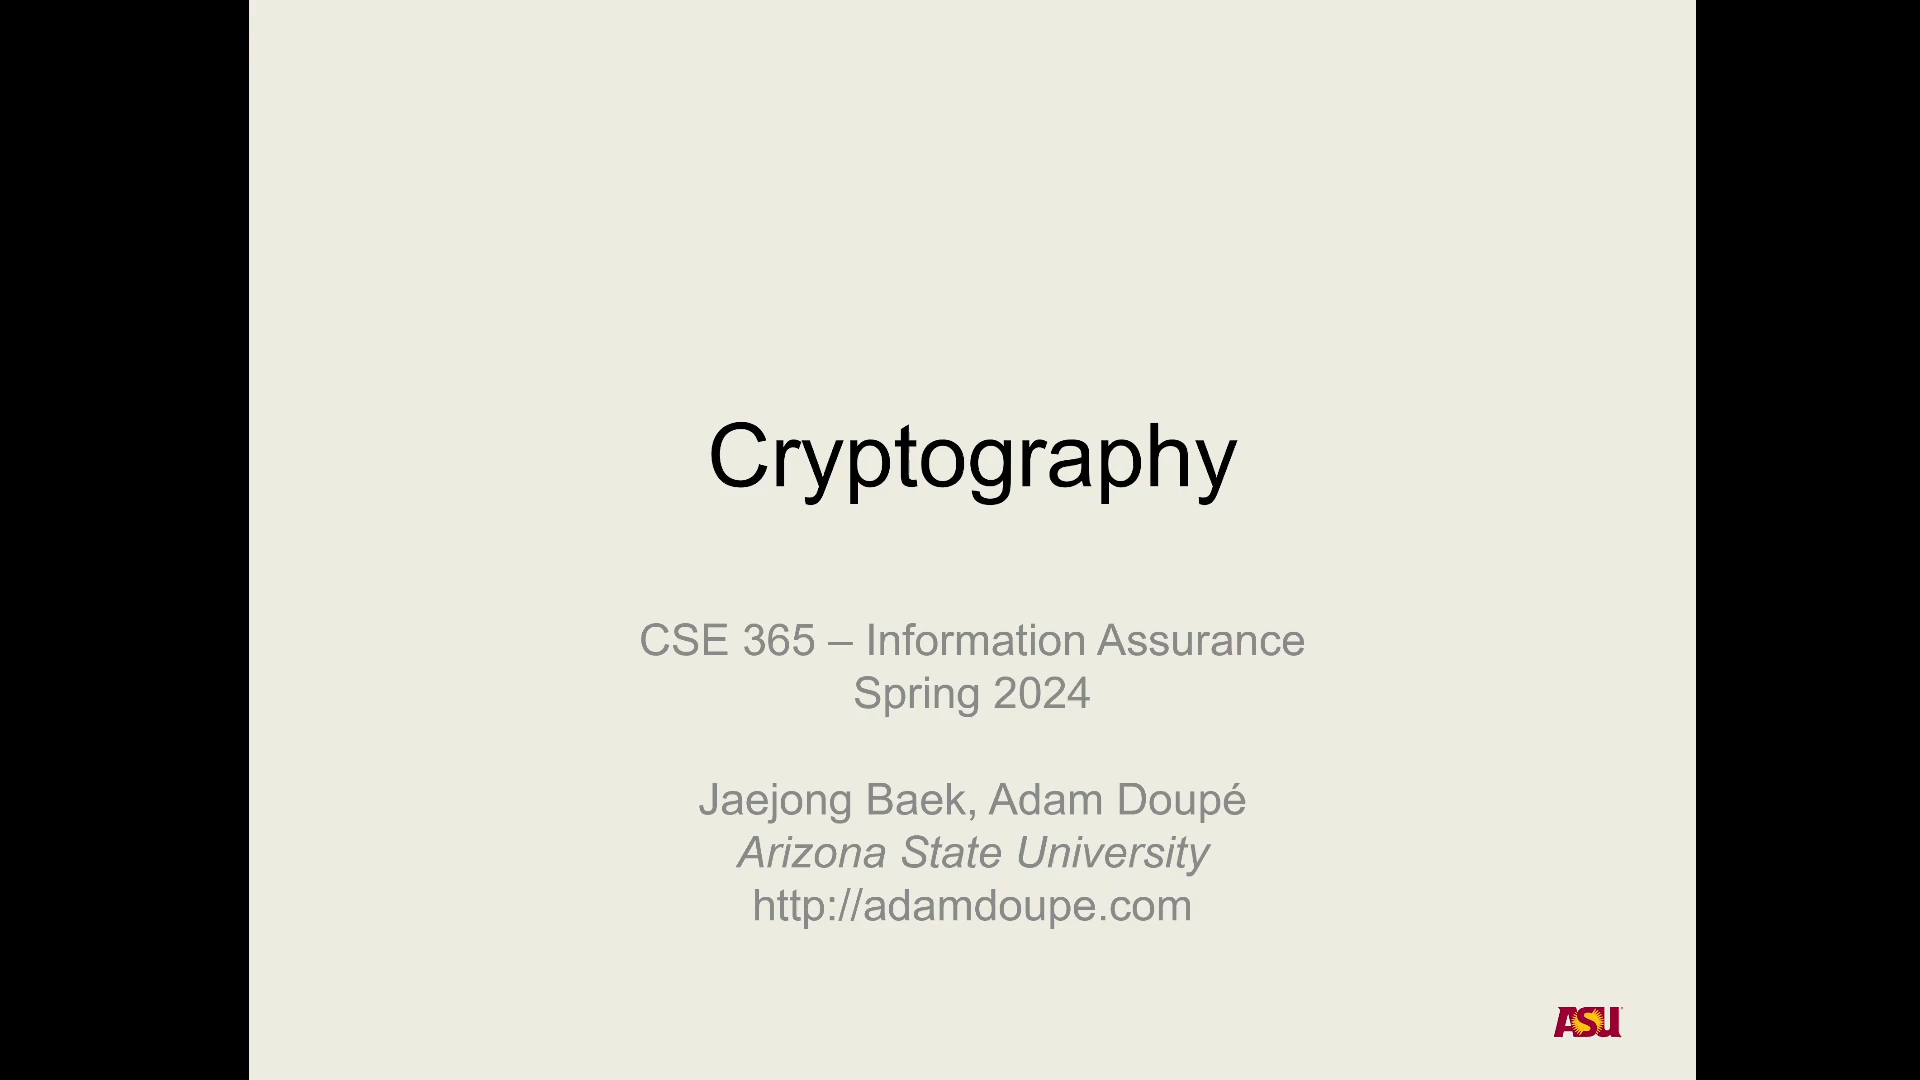 Cryptography
CSE 365 – Information Assurance
Spring 2024
Jaejong Baek, Adam Doupé
Arizona State University
http://adamdoupe.com
ASU